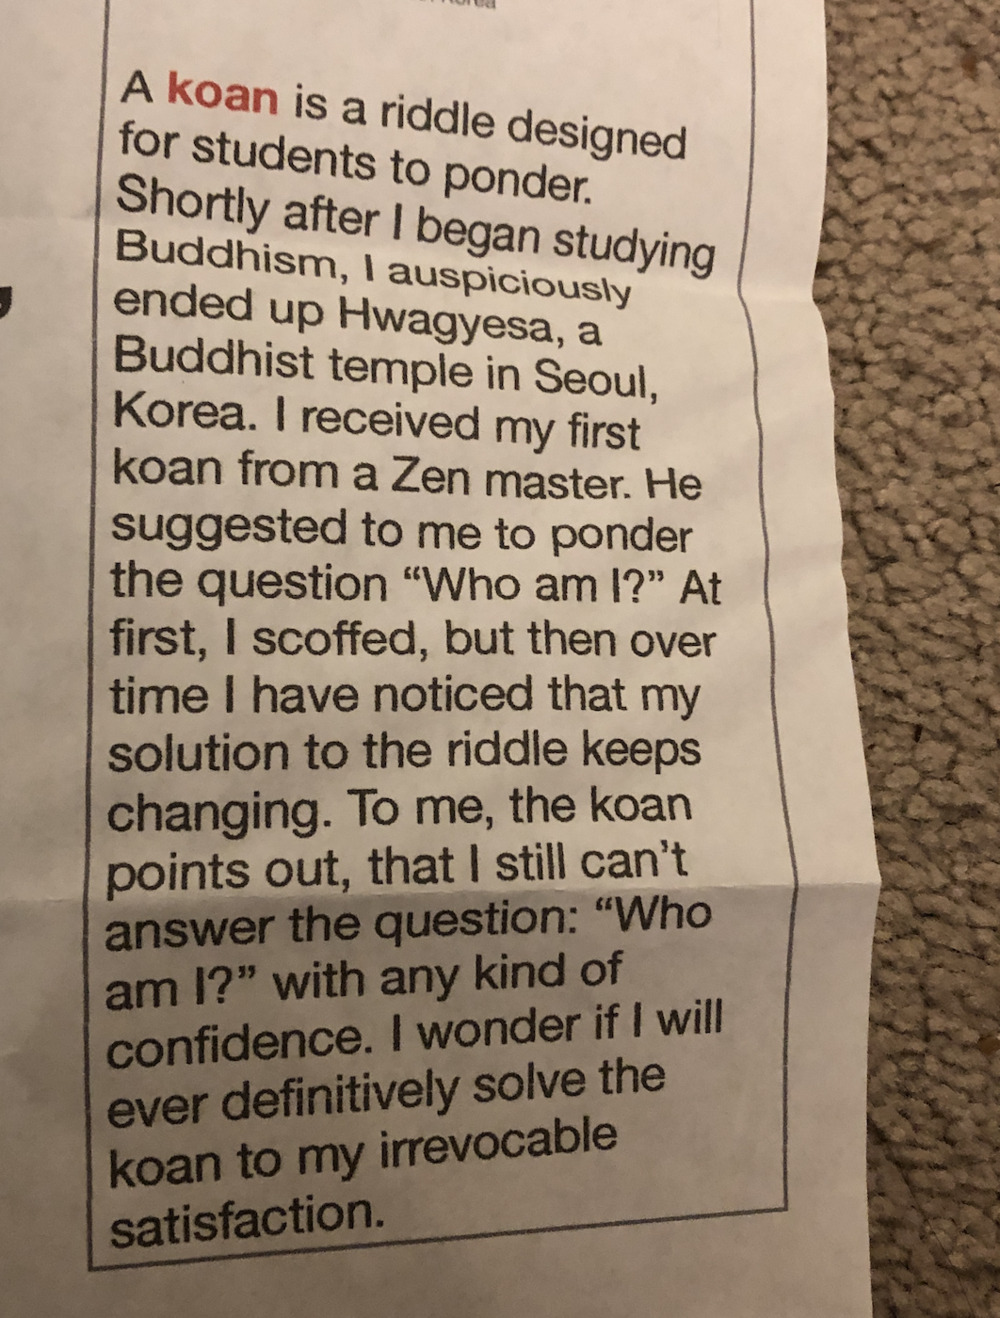 Korea
A koan is a riddle designed
for students to ponder.
Shortly after I began studying
Buddhism, I auspiciously
ended up Hwagyesa, a
Buddhist temple in Seoul,
Korea. I received my first
koan from a Zen master. He
suggested to me to ponder
the question “Who am I?” At
first, I scoffed, but then over
time I have noticed that my
solution to the riddle keeps
changing. To me, the koan
points out, that I still can’t
answer the question: “Who
am I?” with any kind of
confidence. I wonder if I will
ever definitively solve the
koan to my irrevocable
satisfaction.